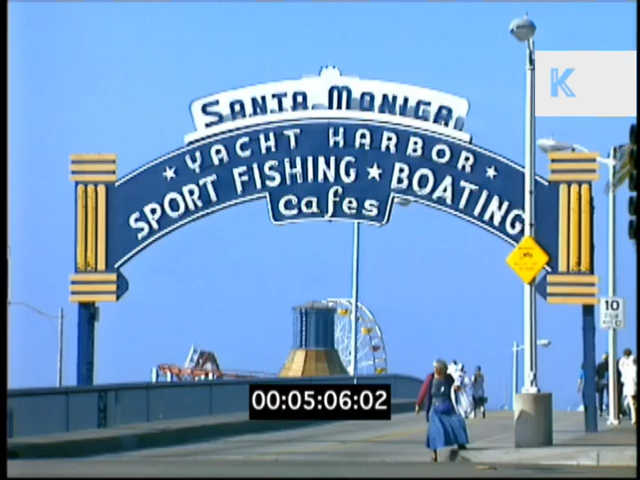 K
Santa Monica
★ YACHT HARBOR ★
SPORT FISHING ★ BOATING
cafes
10
00:05:06:02